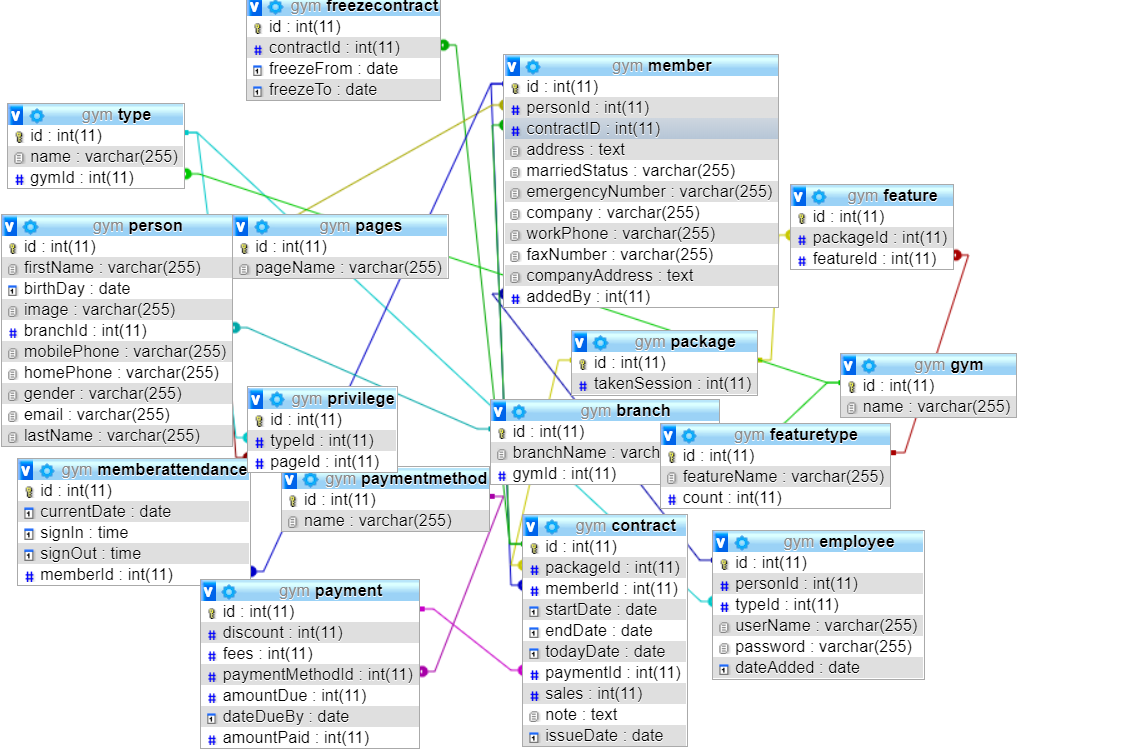 gym freezecontract
id : int(11)
contractId : int(11)
freezeFrom : date
freezeTo : date
gym member
id : int(11)
personId : int(11)
contractID : int(11)
address : text
marriedStatus : varchar(255)
emergencyNumber : varchar(255)
company : varchar(255)
workPhone : varchar(255)
faxNumber : varchar(255)
companyAddress : text
addedBy : int(11)
gym type
id : int(11)
name : varchar(255)
gymId : int(11)
gym feature
id : int(11)
packageId : int(11)
featureId : int(11)
gym person
id : int(11)
firstName : varchar(255)
birthDay : date
image : varchar(255)
branchId : int(11)
mobilePhone : varchar(255)
homePhone : varchar(255)
gender : varchar(255)
email : varchar(255)
lastName : varchar(255)
gym pages
id : int(11)
pageName : varchar(255)
gym package
id : int(11)
takenSession : int(11)
gym gym
id : int(11)
name : varchar(255)
gym privilege
id : int(11)
typeId : int(11)
pageId : int(11)
gym branch
id : int(11)
branchName : varch
gymId : int(11)
gym featuretype
id : int(11)
featureName : varchar(255)
count : int(11)
gym memberattendance
id : int(11)
currentDate : date
signIn : time
signOut : time
memberId : int(11)
gym paymentmethod
id : int(11)
name : varchar(255)
gym contract
id : int(11)
packageId : int(11)
memberId : int(11)
startDate : date
endDate : date
todayDate : date
paymentId : int(11)
sales : int(11)
note : text
issueDate : date
gym employee
id : int(11)
personId : int(11)
typeId : int(11)
userName : varchar(255)
password : varchar(255)
dateAdded : date
gym payment
id : int(11)
discount : int(11)
fees : int(11)
paymentMethodId : int(11)
amountDue : int(11)
dateDueBy : date
amountPaid : int(11)